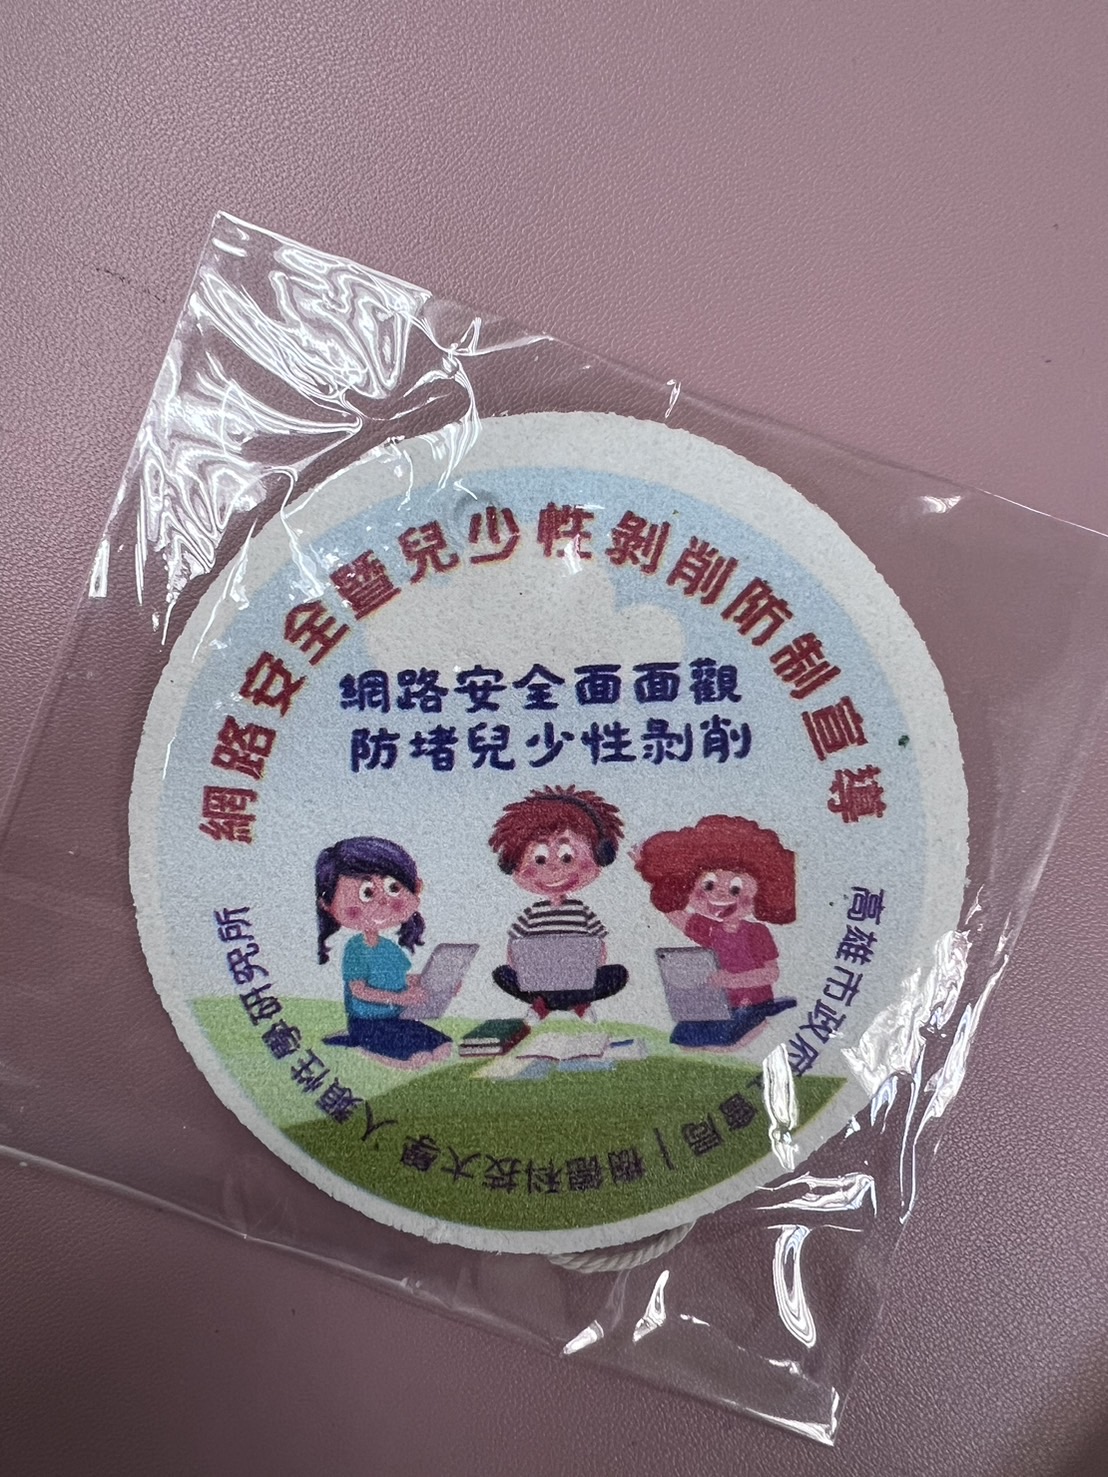 網路安全暨兒少性剝削防制宣導
網路安全面面觀
防堵兒少性剝削
高雄市政府 會局｜樹德科技大學人類性學研究所